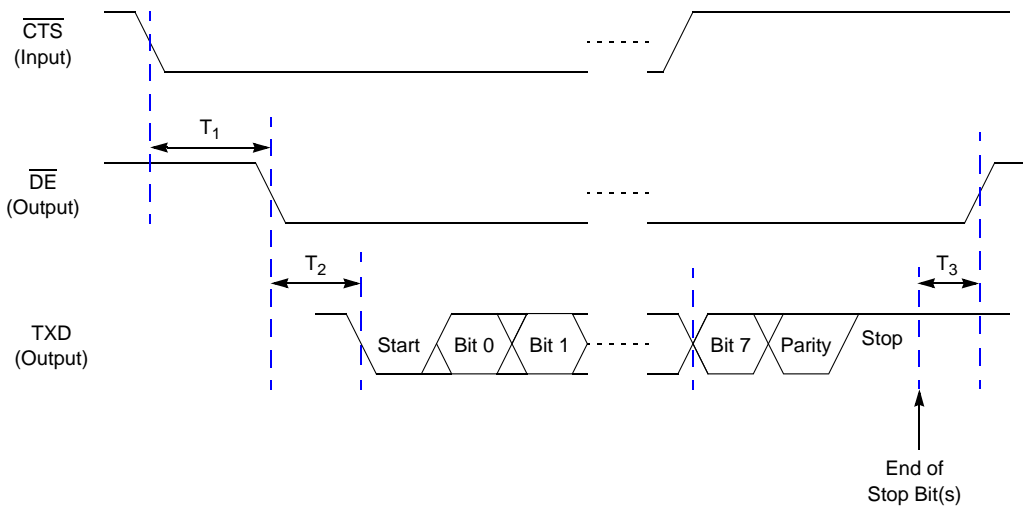 CTS
(Input)
T1
DE
(Output)
T2
T3
TXD
(Output)
Start
Bit 0
Bit 1
Bit 7
Parity
Stop
End of
Stop Bit(s)